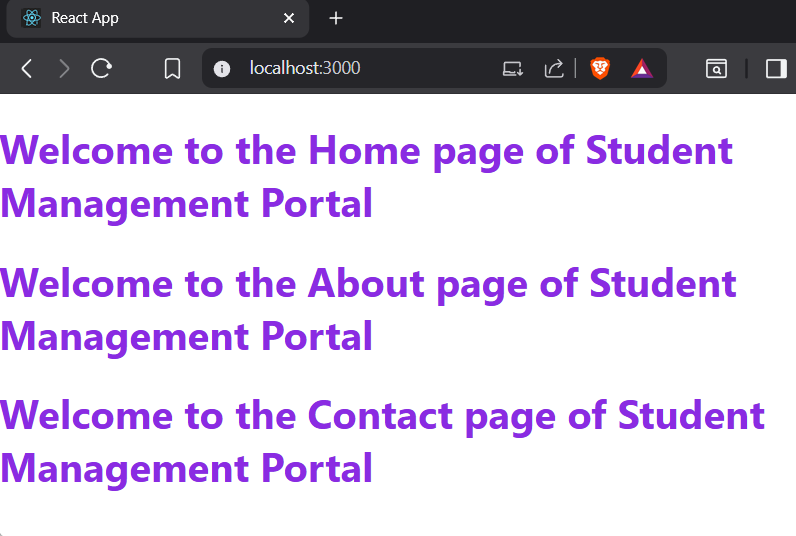 React App
localhost:3000
Welcome to the Home page of Student
Management Portal
Welcome to the About page of Student
Management Portal
Welcome to the Contact page of Student
Management Portal